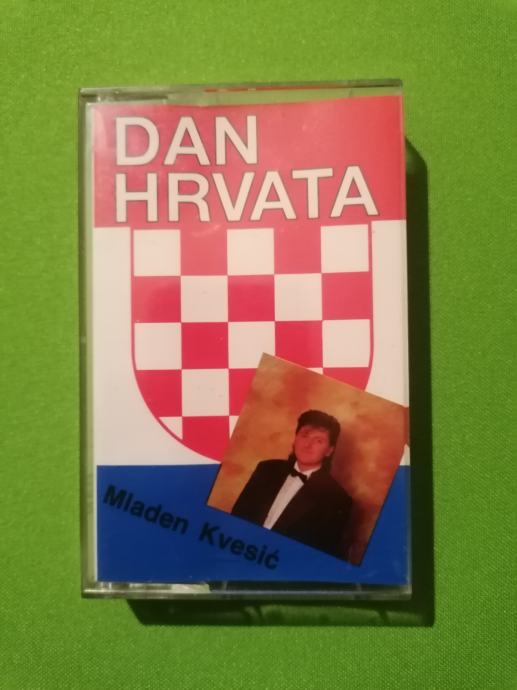 DAN
HRVATA
Mladen Kvesić